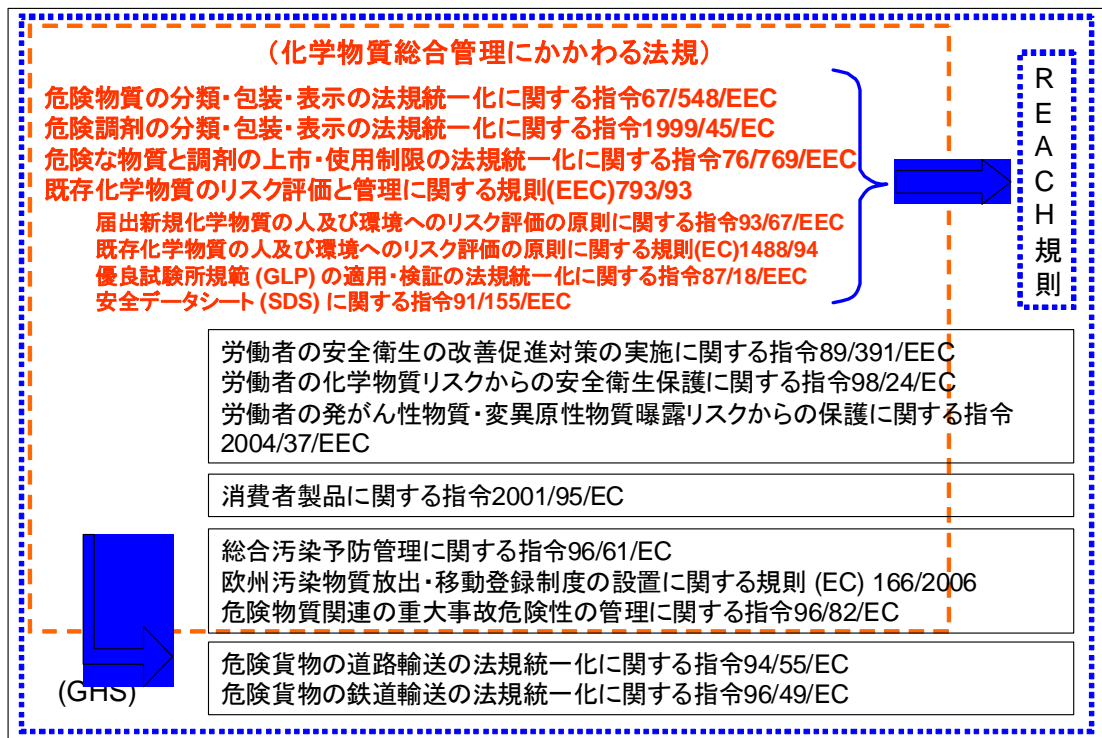 (化学物質総合管理にかかわる法規)
危険物質の分類・包装・表示の法規統一化に関する指令67/548/EEC
危険調剤の分類・包装・表示の法規統一化に関する指令1999/45/EC
危険な物質と調剤の上市・使用制限の法規統一化に関する指令76/769/EEC
既存化学物質のリスク評価と管理に関する規則(EEC)793/93
届出新規化学物質の人及び環境へのリスク評価の原則に関する指令93/67/EEC
既存化学物質の人及び環境へのリスク評価の原則に関する規則(EC)1488/94
優良試験所規範 (GLP) の適用・検証の法規統一化に関する指令87/18/EEC
安全データシート (SDS) に関する指令91/155/EEC
REACH規則
労働者の安全衛生の改善促進対策の実施に関する指令89/391/EEC
労働者の化学物質リスクからの安全衛生保護に関する指令98/24/EC
労働者の発がん性物質・変異原性物質曝露リスクからの保護に関する指令
2004/37/EEC
消費者製品に関する指令2001/95/EC
総合汚染予防管理に関する指令96/61/EC
欧州汚染物質放出・移動登録制度の設置に関する規則 (EC) 166/2006
危険物質関連の重大事故危険性の管理に関する指令96/82/EC
危険貨物の道路輸送の法規統一化に関する指令94/55/EC
危険貨物の鉄道輸送の法規統一化に関する指令96/49/EC
(GHS)